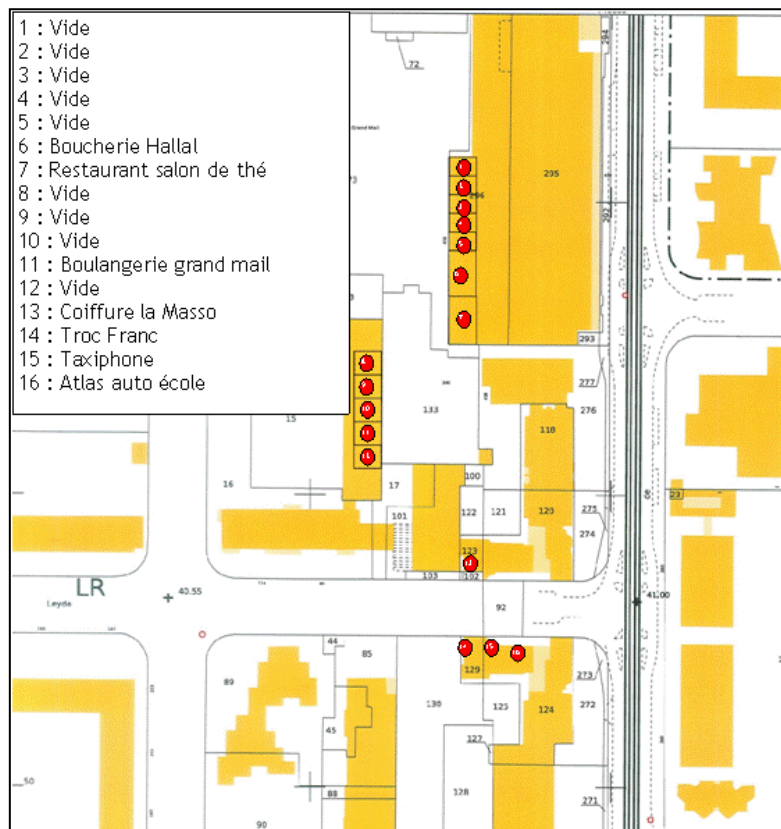 1 : Vide
2 : Vide
3 : Vide
4 : Vide
5 : Vide
6 : Boucherie Hallal
7 : Restaurant salon de thé
8 : Vide
9 : Vide
10 : Vide
11 : Boulangerie grand mail
12 : Vide
13 : Coiffure la Masso
14 : Troc Franc
15 : Taxiphone
16 : Atlas auto école
72
294
Grand Mail
295
292
293
277
133
276
15
118
16
17
100
101
122
121
120
275
274
23
123
103
102
LR
Leyde
40.55
92
41.00
44
85
89
129
273
272
130
125
124
45
127
50
88
128
271
90